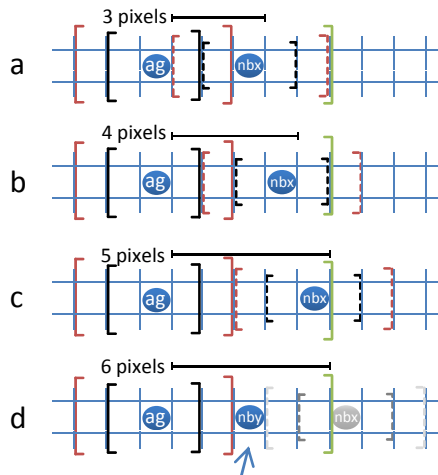 3 pixels
a ag nbx
4 pixels
b ag nbx
5 pixels
c ag nbx
6 pixels
d ag nby nbx